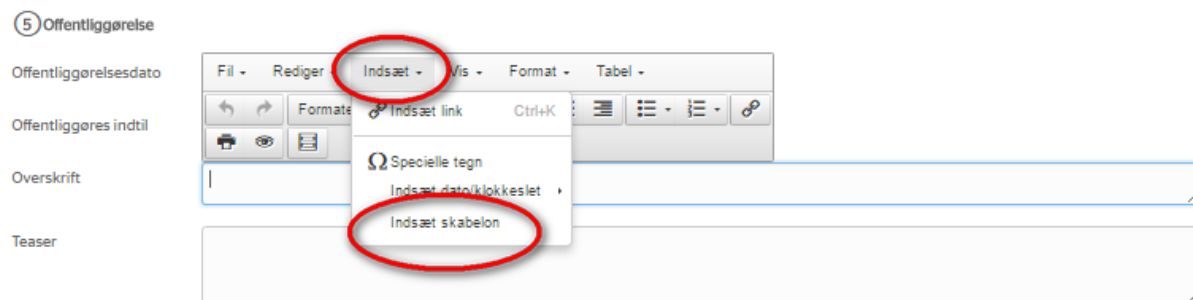 5 Offentliggørelse
Offentliggørelsesdato
Fil Rediger Indsæt Vis Format Tabel
Formate
Indsæt link Ctrl+K
Offentliggøres indtil
Ω Specielle tegn
Overskrift
Indsæt dato/klokkeslet
Indsæt skabelon
Teaser